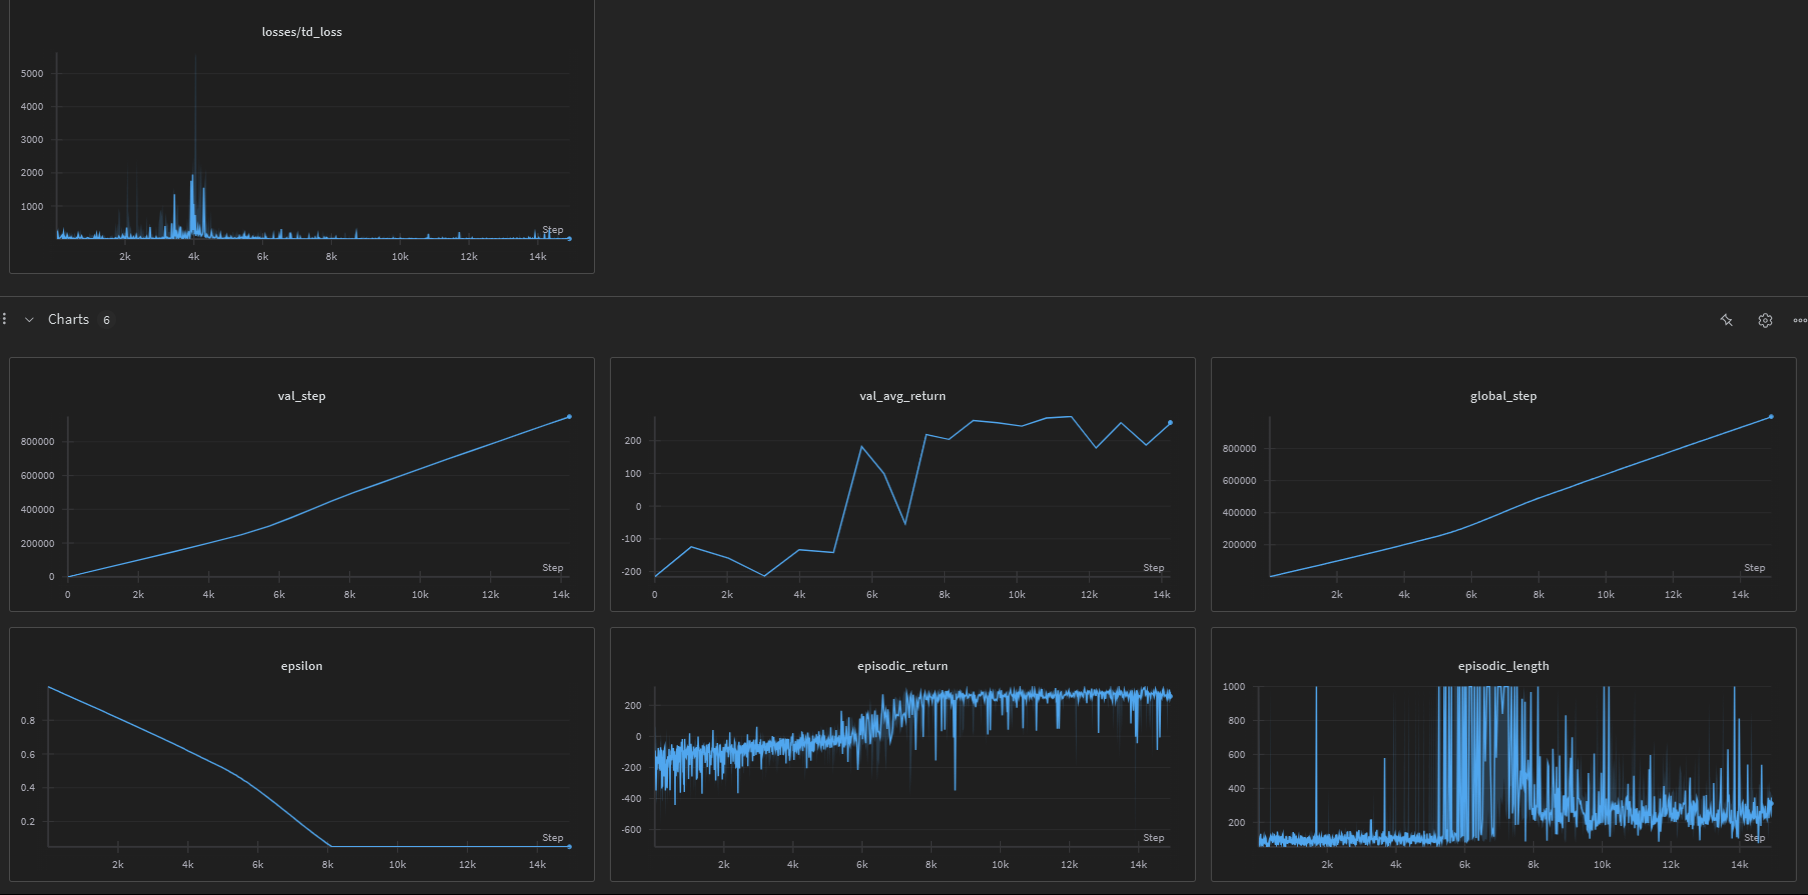 losses/td_loss
5000
4000
3000
2000
1000
Step
2k 4k 6k 8k 10k 12k 14k
Charts 6
val_step
800000
600000
400000
200000
0
Step
0 2k 4k 6k 8k 10k 12k 14k
val_avg_return
200
100
0
-100
-200
Step
0 2k 4k 6k 8k 10k 12k 14k
global_step
800000
600000
400000
200000
Step
2k 4k 6k 8k 10k 12k 14k
epsilon
0.8
0.6
0.4
0.2
Step
2k 4k 6k 8k 10k 12k 14k
episodic_return
200
0
-200
-400
-600
Step
2k 4k 6k 8k 10k 12k 14k
episodic_length
1000
800
600
400
200
Step
2k 4k 6k 8k 10k 12k 14k